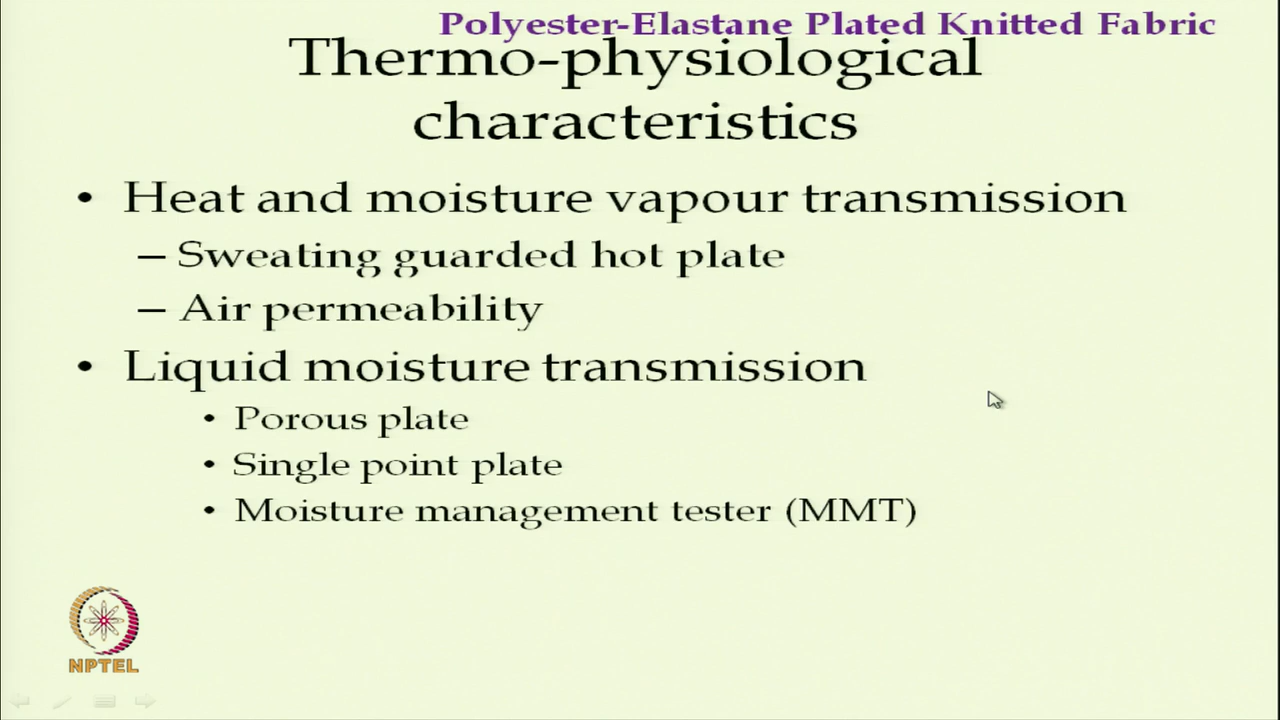 Polyester-Elastane Plated Knitted Fabric
Thermo-physiological
characteristics
• Heat and moisture vapour transmission
– Sweating guarded hot plate
– Air permeability
• Liquid moisture transmission
• Porous plate
• Single point plate
• Moisture management tester (MMT)
NPTEL